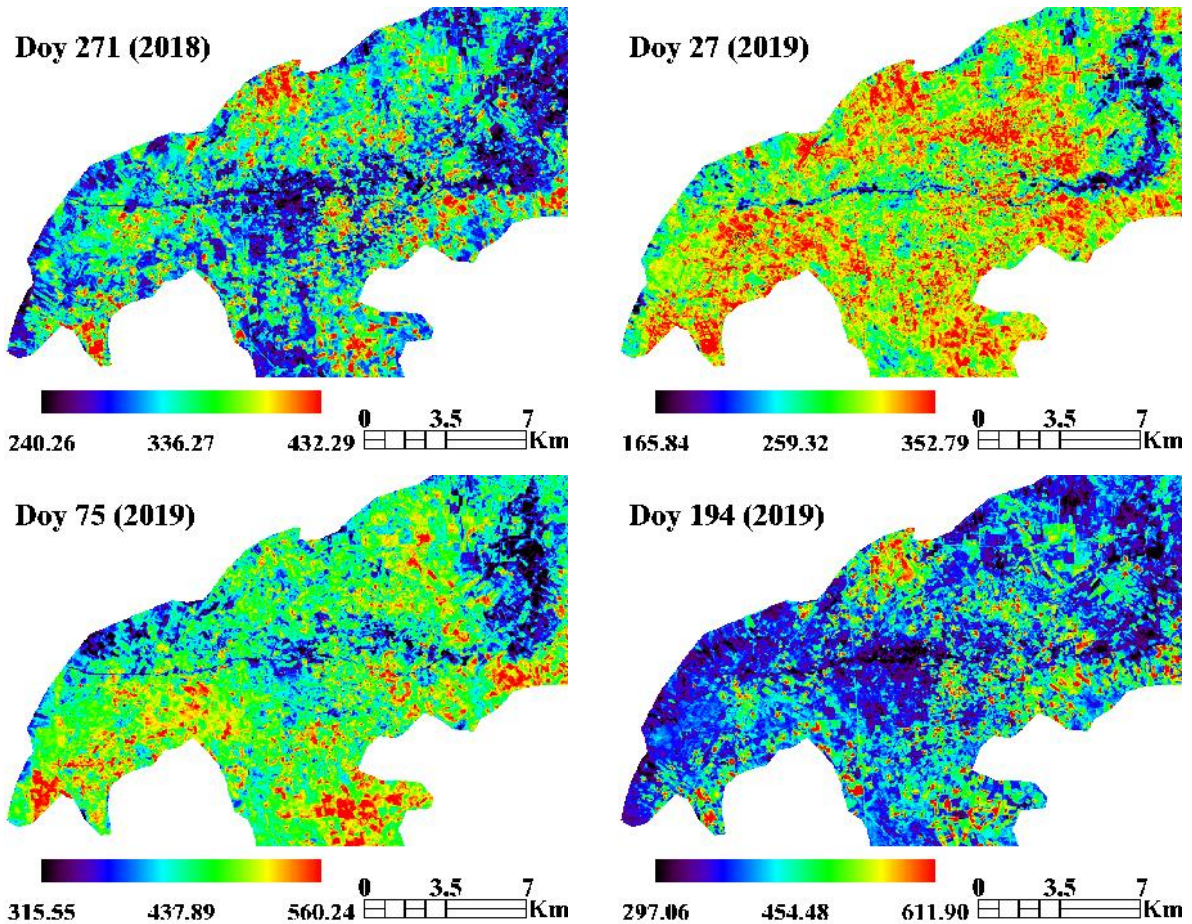 Doy 271 (2018)
240.26 336.27 432.29
0 3.5 7
Km
Doy 27 (2019)
165.84 259.32 352.79
0 3.5 7
Km
Doy 75 (2019)
315.55 437.89 560.24
0 3.5 7
Km
Doy 194 (2019)
297.06 454.48 611.90
0 3.5 7
Km